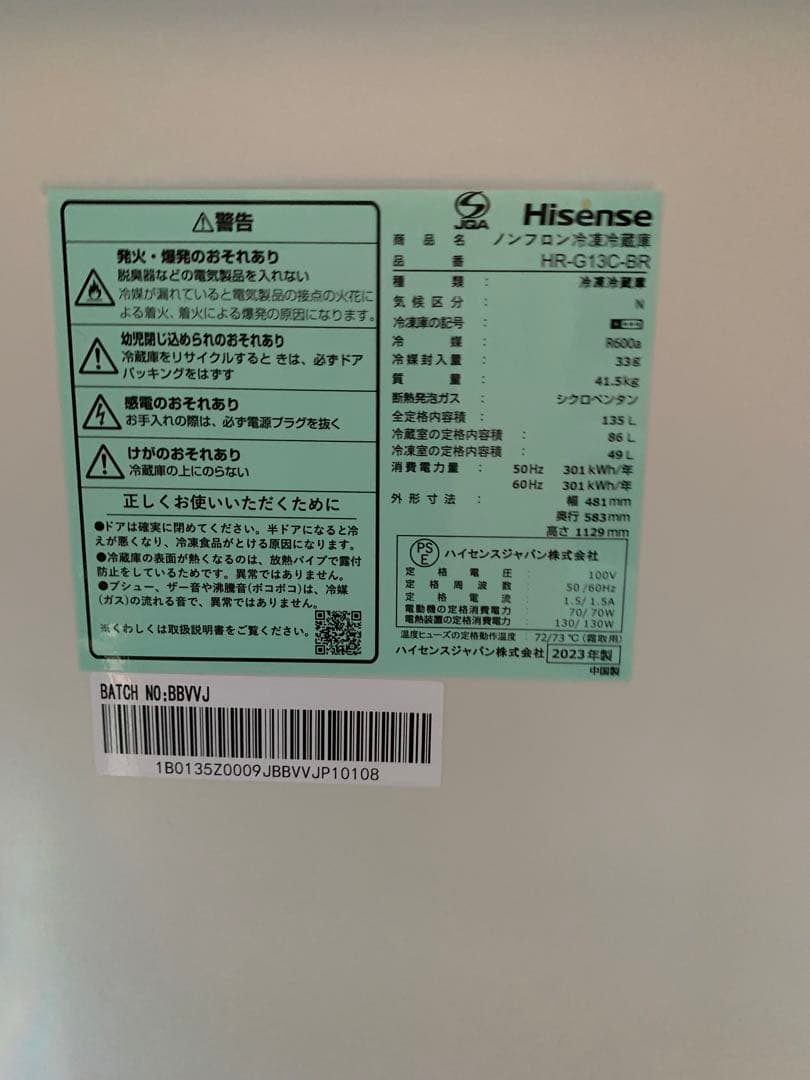 ⚠警告
発火・爆発のおそれあり
脱臭器などの電気製品を入れない
冷媒が漏れていると電気製品の接点の火花に
よる着火、着火による爆発の原因になります。
幼児閉じ込められのおそれあり
冷蔵庫をリサイクルするときは、必ずドア
パッキングをはずす
感電のおそれあり
お手入れの際は、必ず電源プラグを抜く
けがのおそれあり
冷蔵庫の上にのらない
正しくお使いいただくために
●ドアは確実に閉めてください。半ドアになると冷
えが悪くなり、冷凍食品がとける原因になります。
●冷蔵庫の表面が熱くなるのは、放熱パイプで露付
防止をしているためです。異常ではありません。
●プシュー、ザー音や沸騰音(ボコボコ)は、冷媒
(ガス)の流れる音で、異常ではありません。
※くわしくは取扱説明書をご覧ください。
JQA Hisense
商品名 ノンフロン冷凍冷蔵庫
品番 HR-G13C-BR
種類 : 冷凍冷蔵庫
気候区分 : N
冷凍庫の記号 :
冷媒 : R600a
冷媒封入量 : 33g
質量 : 41.5kg
断熱発泡ガス : シクロペンタン
全定格内容積 : 135 L
冷蔵室の定格内容積 : 86 L
冷凍室の定格内容積 : 49 L
消費電力量 : 50Hz 301kWh/年
60Hz 301kWh/年
外形寸法 : 幅 481mm
奥行 583mm
高さ 1129mm
PSE ハイセンスジャパン株式会社
定格電圧 : 100V
定格周波数 : 50/60Hz
定格電流 : 1.5/1.5A
電動機の定格消費電力 : 70/70W
電熱装置の定格消費電力 : 130/130W
温度ヒューズの定格動作温度 : 72/73℃(霜取用)
ハイセンスジャパン株式会社 2023年製
中国製
BATCH NO:BBVVJ
1B0135Z0009JBBVVJP10108